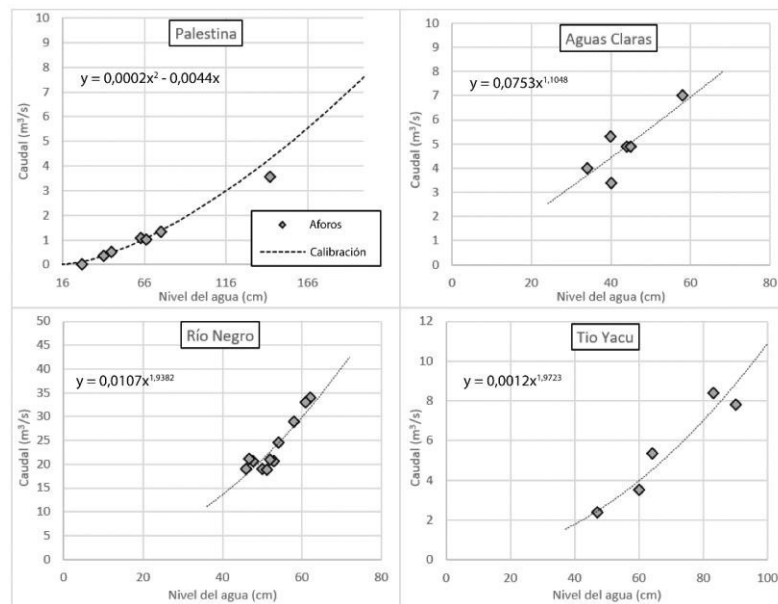 Palestina
y = 0,0002x² - 0,0044x
Caudal (m³/s)
10
9
8
7
6
5
4
3
2
1
0
16 66 116 166
Nivel del agua (cm)
Aforos
Calibración
Aguas Claras
y = 0,0753x^1,1048
Caudal (m³/s)
10
9
8
7
6
5
4
3
2
1
0
0 20 40 60 80
Nivel del agua (cm)
Río Negro
y = 0,0107x^1,9382
Caudal (m³/s)
50
45
40
35
30
25
20
15
10
5
0
0 20 40 60 80
Nivel del agua (cm)
Tio Yacu
y = 0,0012x^1,9723
Caudal (m³/s)
12
10
8
6
4
2
0
0 20 40 60 80 100
Nivel del agua (cm)